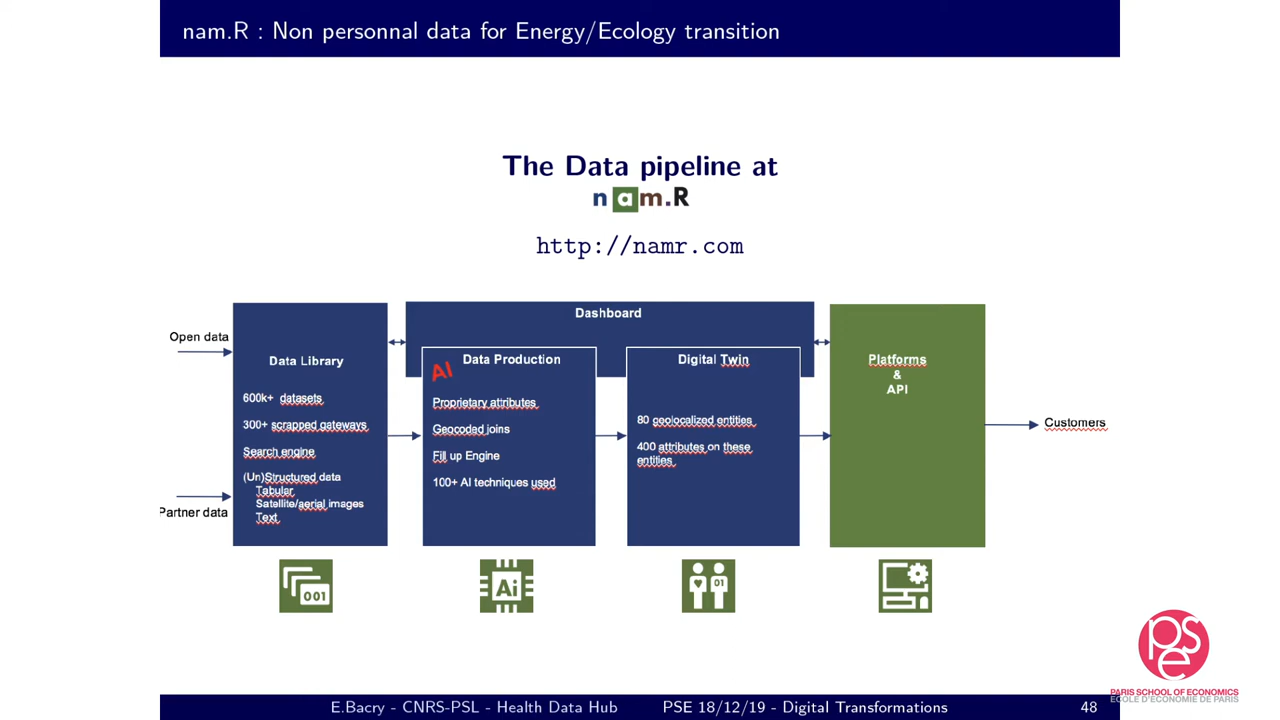 nam.R : Non personnal data for Energy/Ecology transition
The Data pipeline at
nam.R
http://namr.com
Open data
Partner data
Data Library
600k+ datasets
300+ scrapped gateways
Search engine
(Un)Structured data
Tabular
Satellite/aerial images
Text
Dashboard
AI
Data Production
Proprietary attributes
Geocoded joins
Fill up Engine
100+ AI techniques used
Digital Twin
80 geolocalized entities
400 attributes on these
entities
Platforms
&
API
Customers
001
Ai
01
pse
PARIS SCHOOL OF ECONOMICS
ECOLE D'ECONOMIE DE PARIS
E.Bacry - CNRS-PSL - Health Data Hub
PSE 18/12/19 - Digital Transformations
48